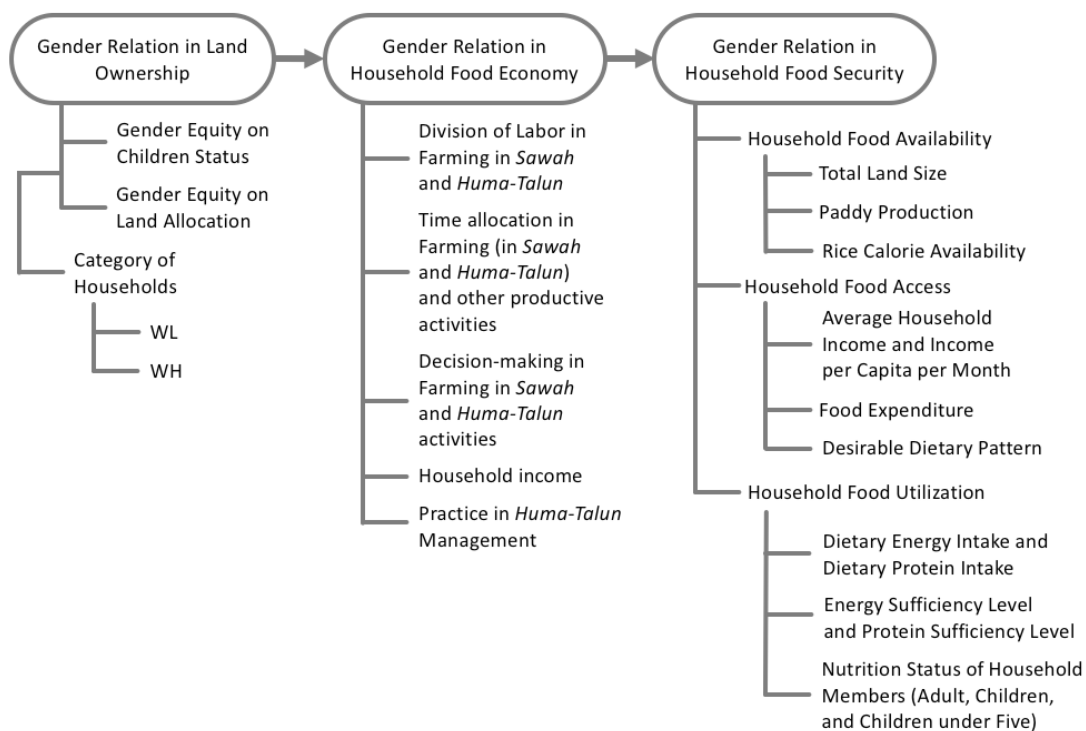 Gender Relation in Land
Ownership
Gender Equity on
Children Status
Gender Equity on
Land Allocation
Category of
Households
WL
WH
Gender Relation in
Household Food Economy
Division of Labor in
Farming in Sawah
and Huma-Talun
Time allocation in
Farming (in Sawah
and Huma-Talun)
and other productive
activities
Decision-making in
Farming in Sawah
and Huma-Talun
activities
Household income
Practice in Huma-Talun
Management
Gender Relation in
Household Food Security
Household Food Availability
Total Land Size
Paddy Production
Rice Calorie Availability
Household Food Access
Average Household
Income and Income
per Capita per Month
Food Expenditure
Desirable Dietary Pattern
Household Food Utilization
Dietary Energy Intake and
Dietary Protein Intake
Energy Sufficiency Level
and Protein Sufficiency Level
Nutrition Status of Household
Members (Adult, Children,
and Children under Five)